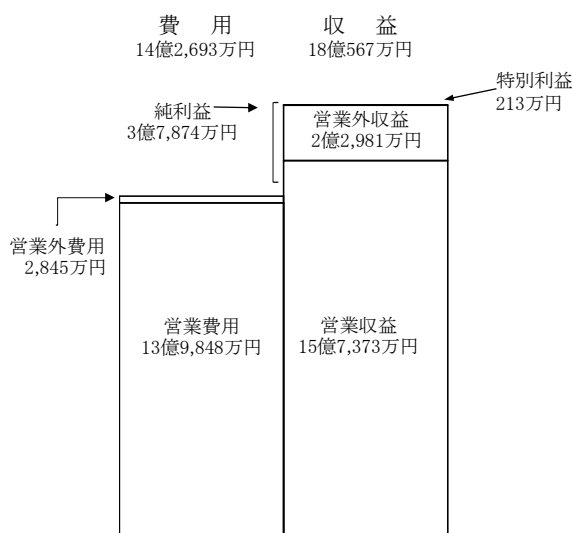 費用
14億2,693万円
収益
18億567万円
特別利益
213万円
純利益
3億7,874万円
営業外収益
2億2,981万円
営業外費用
2,845万円
営業費用
13億9,848万円
営業収益
15億7,373万円